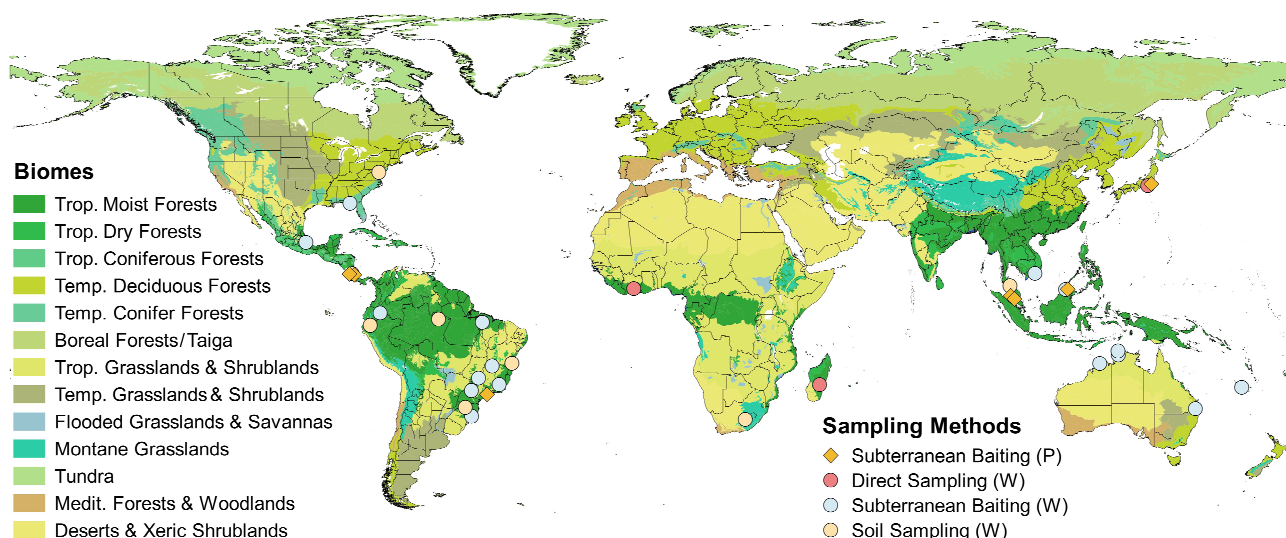 Biomes
Trop. Moist Forests
Trop. Dry Forests
Trop. Coniferous Forests
Temp. Deciduous Forests
Temp. Conifer Forests
Boreal Forests/Taiga
Trop. Grasslands & Shrublands
Temp. Grasslands & Shrublands
Flooded Grasslands & Savannas
Montane Grasslands
Tundra
Medit. Forests & Woodlands
Deserts & Xeric Shrublands
Sampling Methods
Subterranean Baiting (P)
Direct Sampling (W)
Subterranean Baiting (W)
Soil Sampling (W)